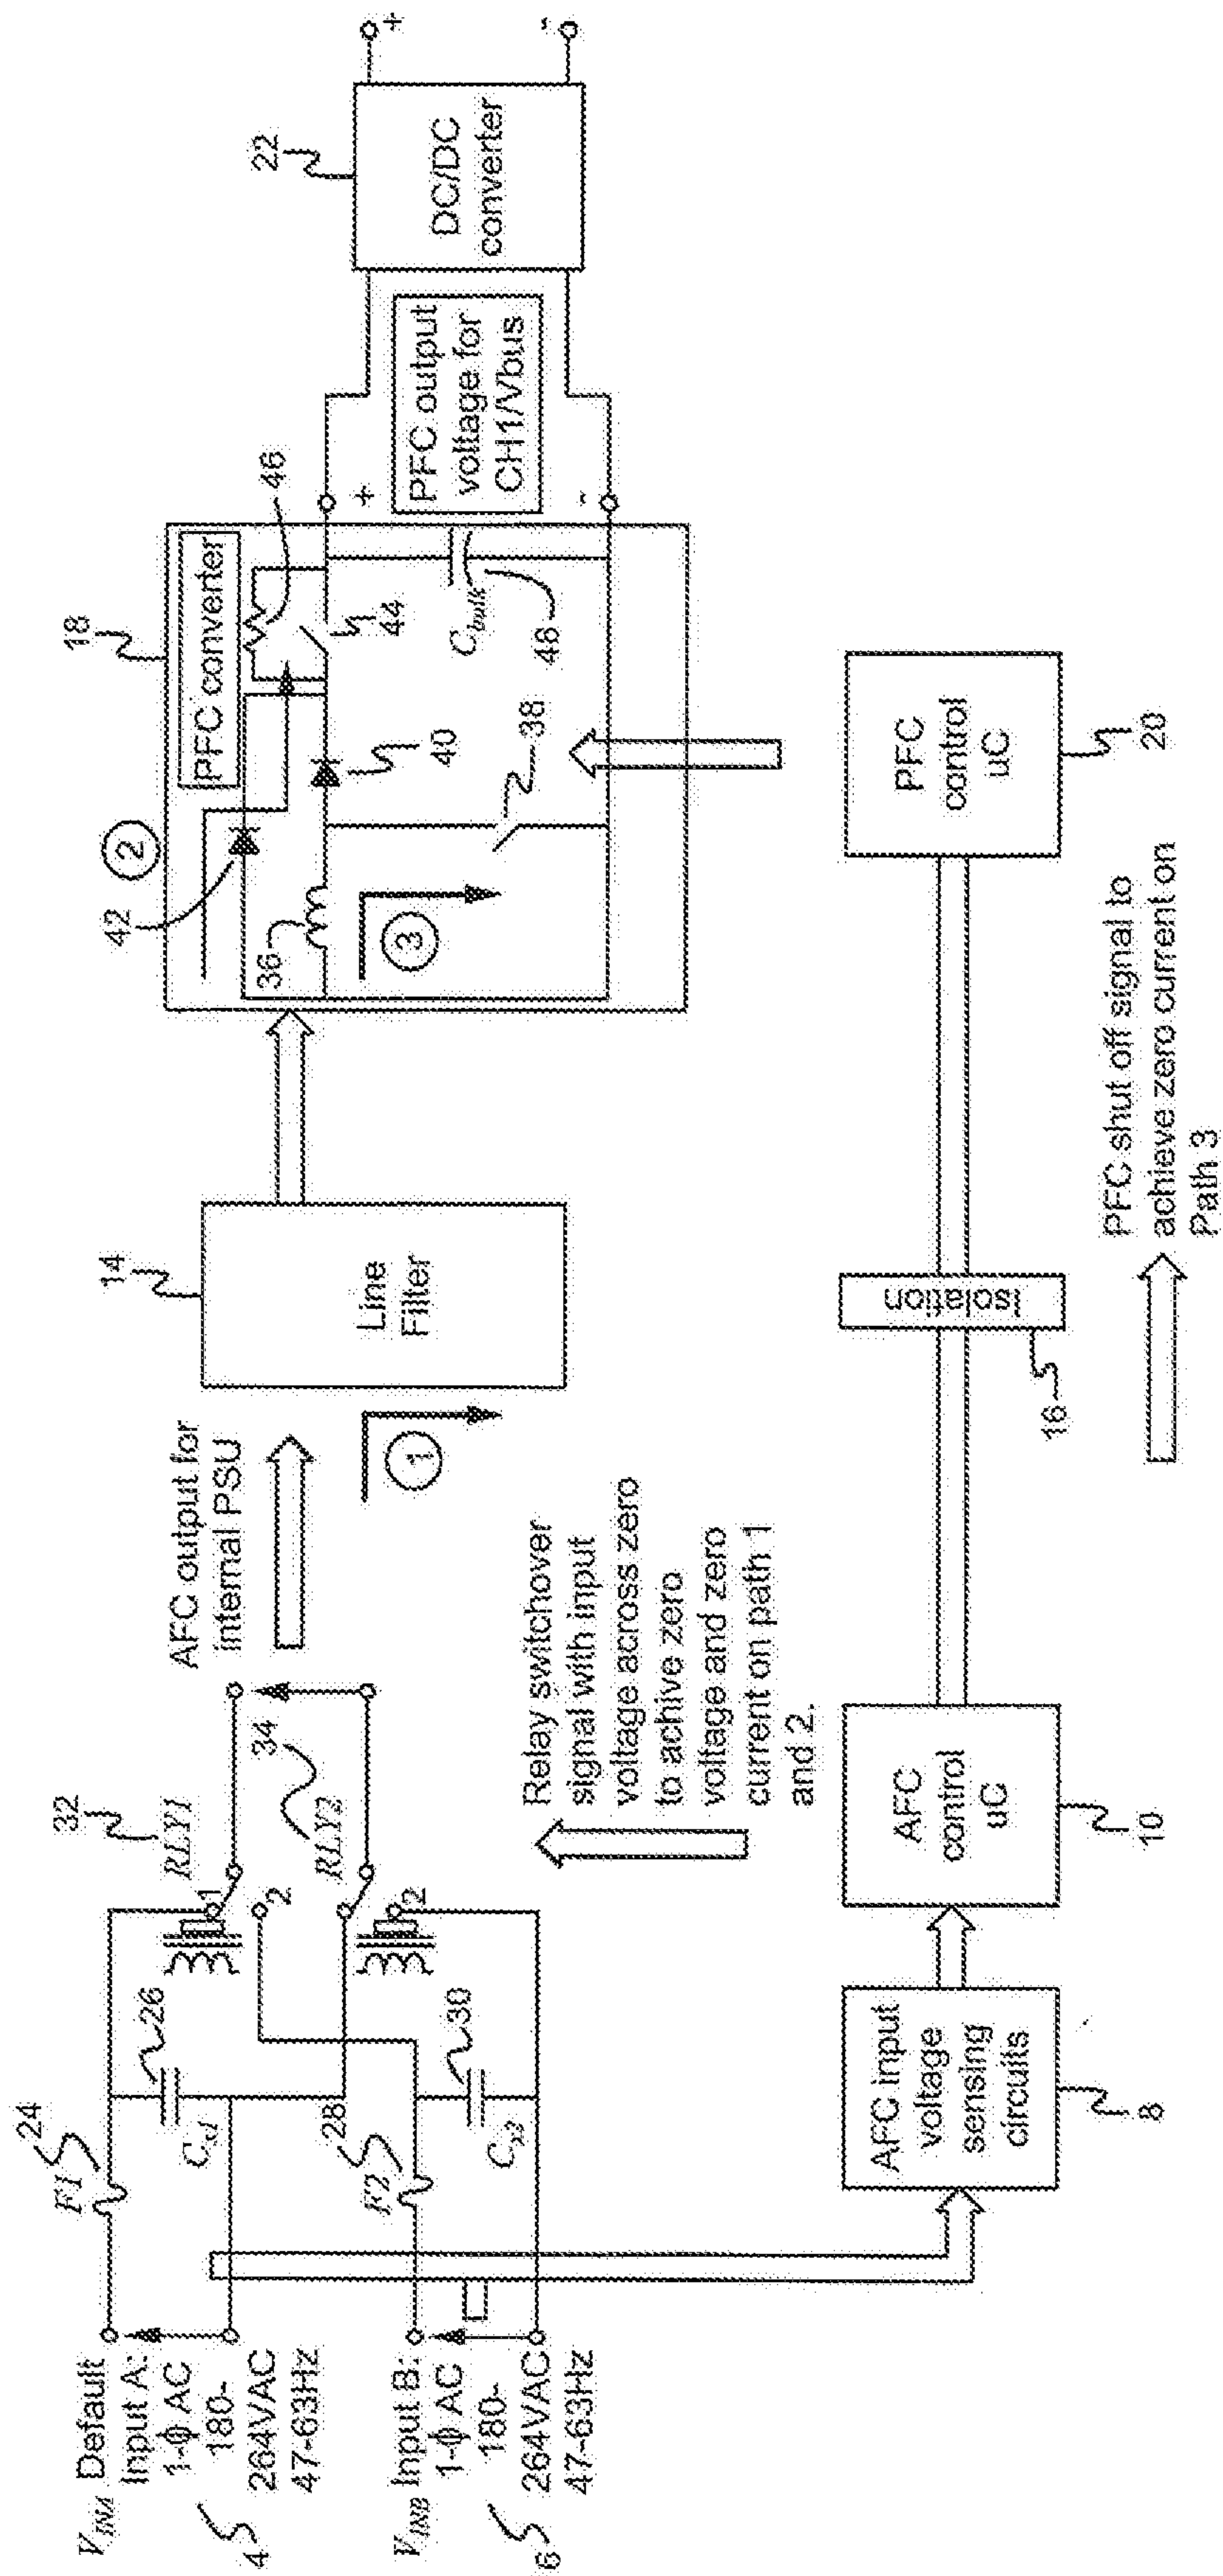 V_INA Default
Input A:
1-ɸ AC
180-
264VAC
47-63Hz
4
V_INB Input B:
1-ɸ AC
180-
264VAC
47-63Hz
6
24
F1
26
C_x1
28
F2
30
C_x2
32
RLY1
1
2
34
RLY2
2
AFC output for
internal PSU
1
Relay switchover
signal with input
voltage across zero
to achive zero
voltage and zero
current on path 1
and 2.
14
Line
Filter
18
PFC converter
2
42
36
3
46
44
40
38
C_bulk
48
+
-
PFC output
voltage for
CH1/Vbus
22
DC/DC
converter
+
-
AFC input
voltage
sensing
circuits
8
AFC
control
uC
10
Isolation
16
PFC
control
uC
20
PFC shut off signal to
achieve zero current on
Path 3